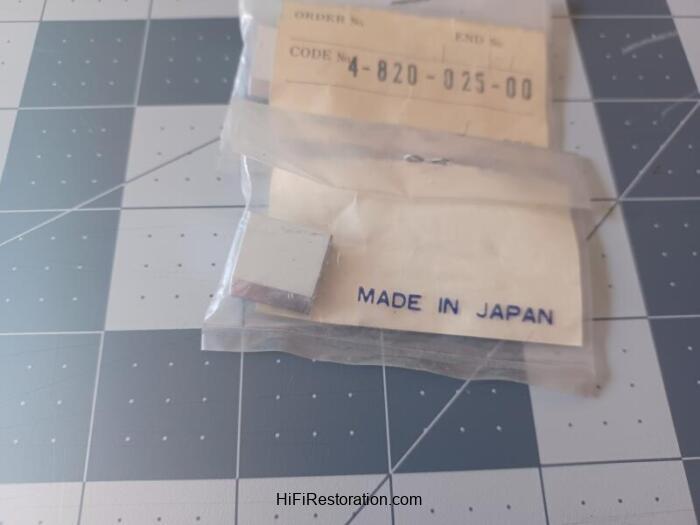 ORDER No.
END No.
CODE No.
4-820-025-00
MADE IN JAPAN
HiFiRestoration.com